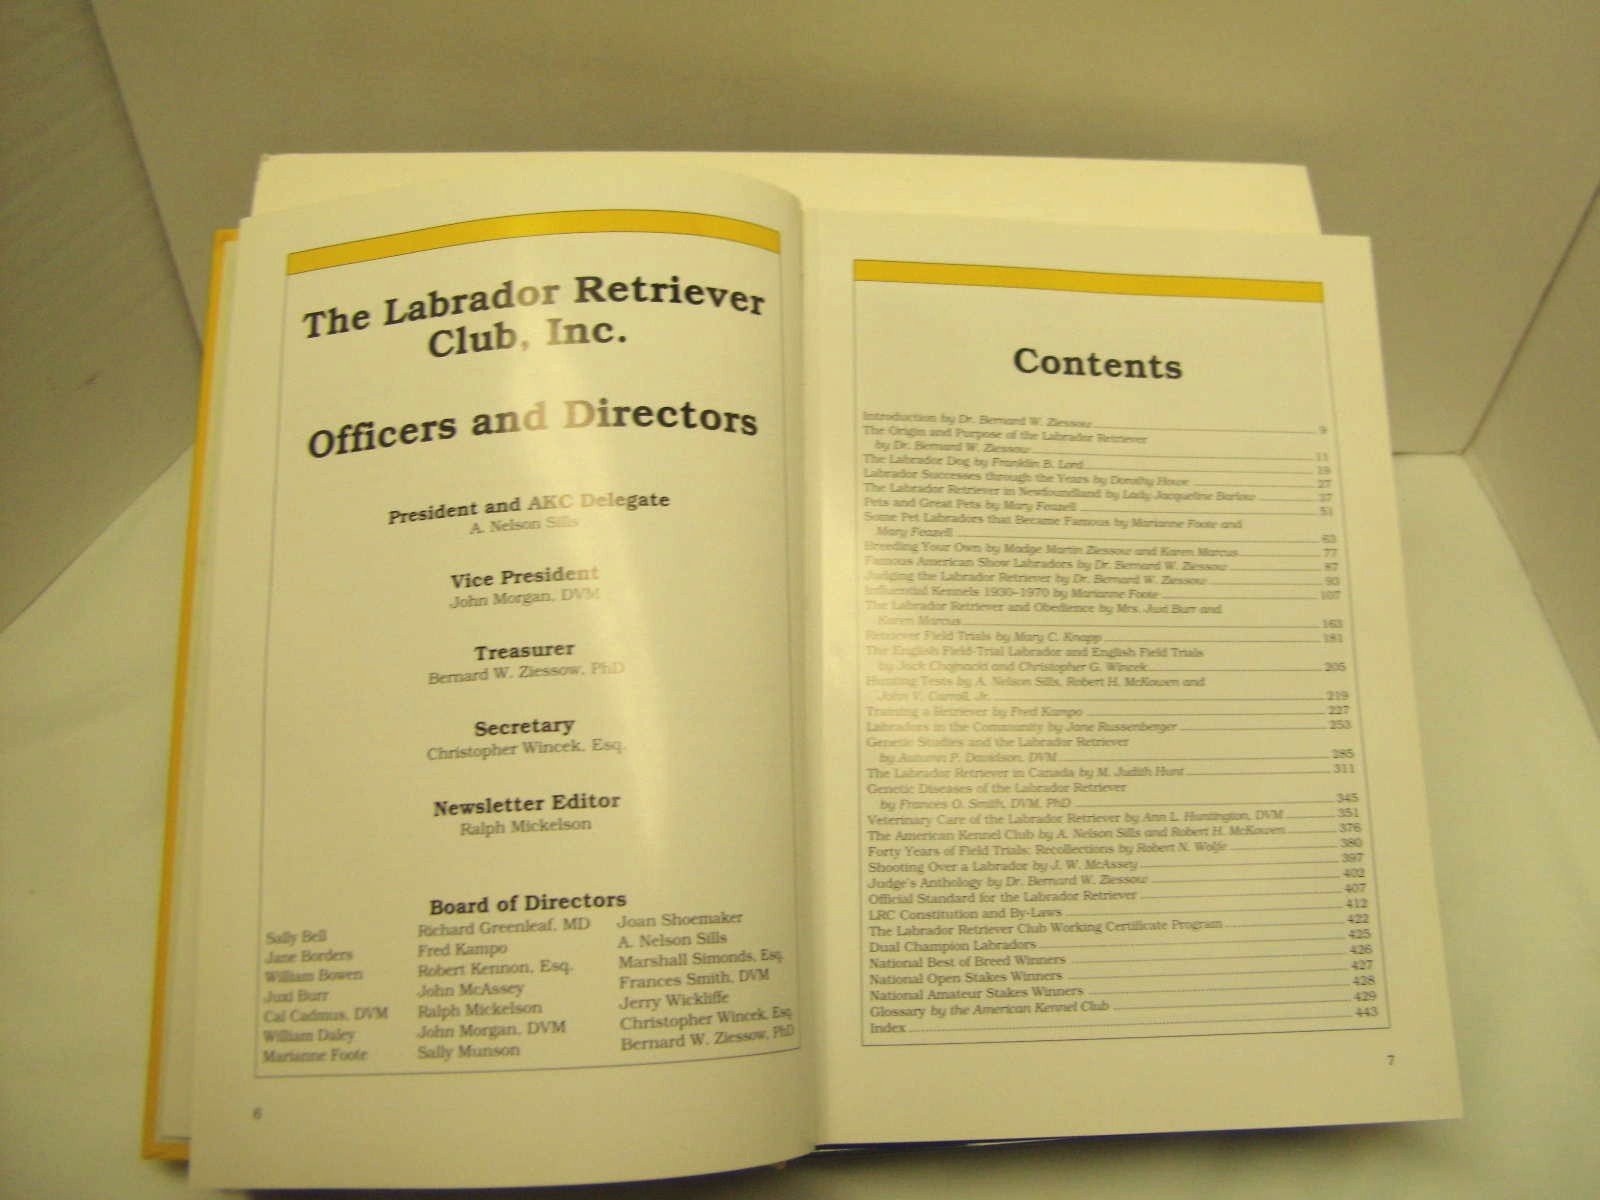 The Labrador Retriever
Club, Inc.
Officers and Directors
President and AKC Delegate
A. Nelson Sills
Vice President
John Morgan, DVM
Treasurer
Bernard W. Ziessow, PhD
Secretary
Christopher Wincek, Esq.
Newsletter Editor
Ralph Mickelson
Board of Directors
Sally Bell
Jane Borders
William Bowen
Juxi Burr
Cal Cadmus, DVM
William Daley
Marianne Foote
Richard Greenleaf, MD
Fred Kampo
Robert Kennon, Esq.
John McAssey
Ralph Mickelson
John Morgan, DVM
Sally Munson
Joan Shoemaker
A. Nelson Sills
Marshall Simonds, Esq.
Frances Smith, DVM
Jerry Wickliffe
Christopher Wincek, Esq.
Bernard W. Ziessow, PhD
6
Contents
Introduction by Dr. Bernard W. Ziessow 9
The Origin and Purpose of the Labrador Retriever
by Dr. Bernard W. Ziessow 11
The Labrador Dog by Franklin B. Lord 19
Labrador Successes through the Years by Dorothy Howe 27
The Labrador Retriever in Newfoundland by Lady Jacqueline Barlow 37
Pets and Great Pets by Mary Feazell 51
Some Pet Labradors that Became Famous by Marianne Foote and
Mary Feazell 63
Breeding Your Own by Madge Martin Ziessow and Karen Marcus 77
Famous American Show Labradors by Dr. Bernard W. Ziessow 87
Judging the Labrador Retriever by Dr. Bernard W. Ziessow 93
Influential Kennels 1930-1970 by Marianne Foote 107
The Labrador Retriever and Obedience by Mrs. Juxi Burr and
Karen Marcus 163
Retriever Field Trials by Mary C. Knapp 181
The English Field-Trial Labrador and English Field Trials
by Jack Chojnacki and Christopher G. Wincek 205
Hunting Tests by A. Nelson Sills, Robert H. McKowen and
John V. Carroll, Jr. 219
Training a Retriever by Fred Kampo 227
Labradors in the Community by Jane Russenberger 253
Genetic Studies and the Labrador Retriever
by Autumn P. Davidson, DVM 285
The Labrador Retriever in Canada by M. Judith Hunt 311
Genetic Diseases of the Labrador Retriever
by Frances O. Smith, DVM, PhD 345
Veterinary Care of the Labrador Retriever by Ann L. Huntington, DVM 351
The American Kennel Club by A. Nelson Sills and Robert H. McKowen 376
Forty Years of Field Trials: Recollections by Robert N. Wolfe 380
Shooting Over a Labrador by J. W. McAssey 397
Judge's Anthology by Dr. Bernard W. Ziessow 402
Official Standard for the Labrador Retriever 407
LRC Constitution and By-Laws 412
The Labrador Retriever Club Working Certificate Program 422
Dual Champion Labradors 425
National Best of Breed Winners 426
National Open Stakes Winners 427
National Amateur Stakes Winners 428
Glossary by the American Kennel Club 429
Index 443
7